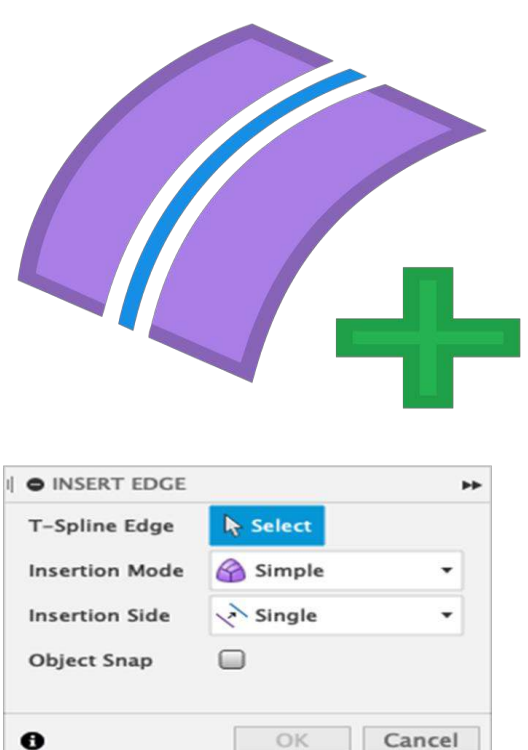 INSERT EDGE
T-Spline Edge Select
Insertion Mode Simple
Insertion Side Single
Object Snap
OK Cancel